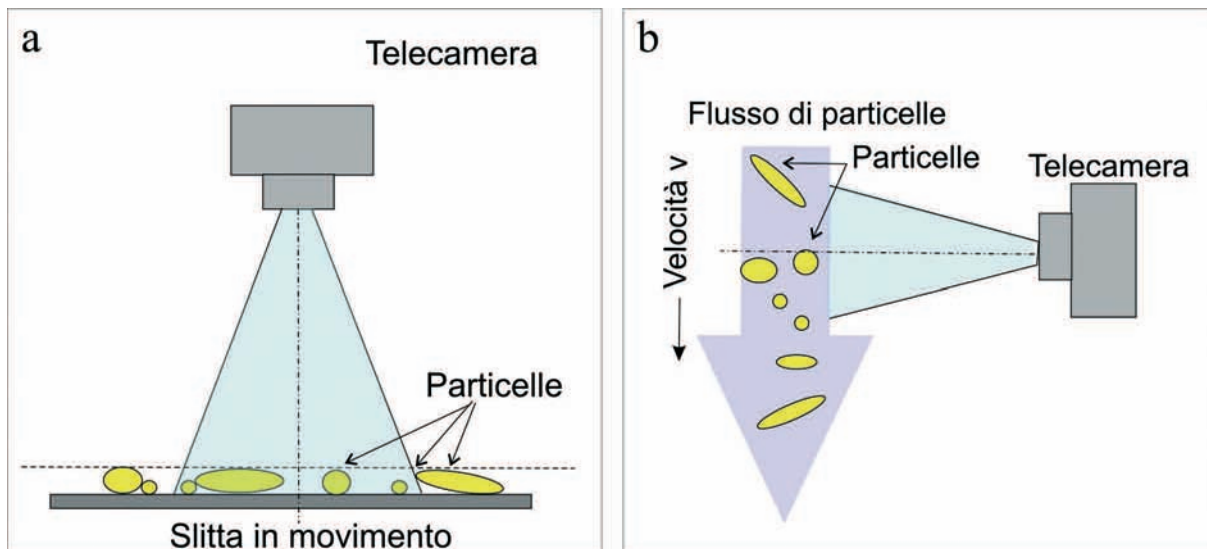 a
Telecamera
Particelle
Slitta in movimento
b
Flusso di particelle
Particelle
Telecamera
Velocità v